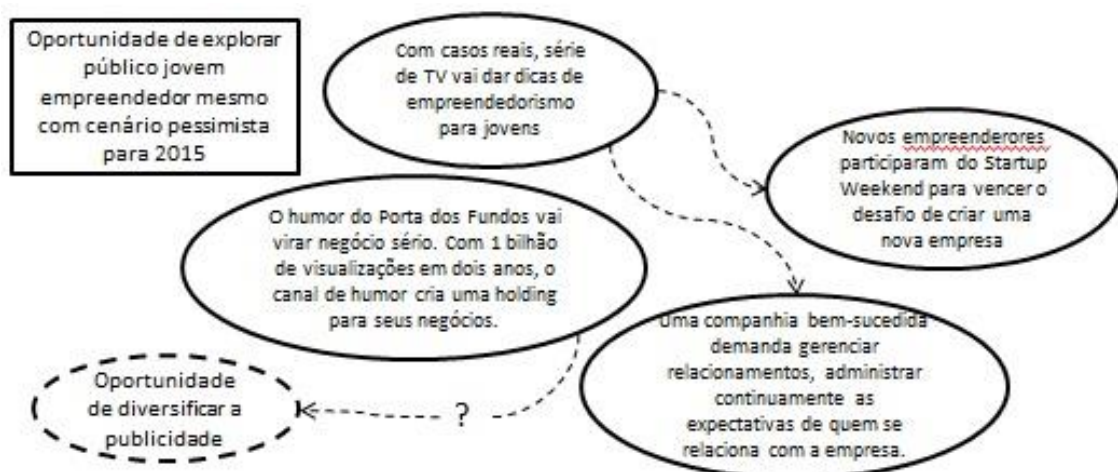 Oportunidade de explorar
público jovem
empreendedor mesmo
com cenário pessimista
para 2015
Com casos reais, série
de TV vai dar dicas de
empreendedorismo
para jovens
Novos empreenderores
participaram do Startup
Weekend para vencer o
desafio de criar uma
nova empresa
O humor do Porta dos Fundos vai
virar negócio sério. Com 1 bilhão
de visualizações em dois anos, o
canal de humor cria uma holding
para seus negócios.
Uma companhia bem-sucedida
demanda gerenciar
relacionamentos, administrar
continuamente as
expectativas de quem se
relaciona com a empresa.
Oportunidade
de diversificar a
publicidade
?